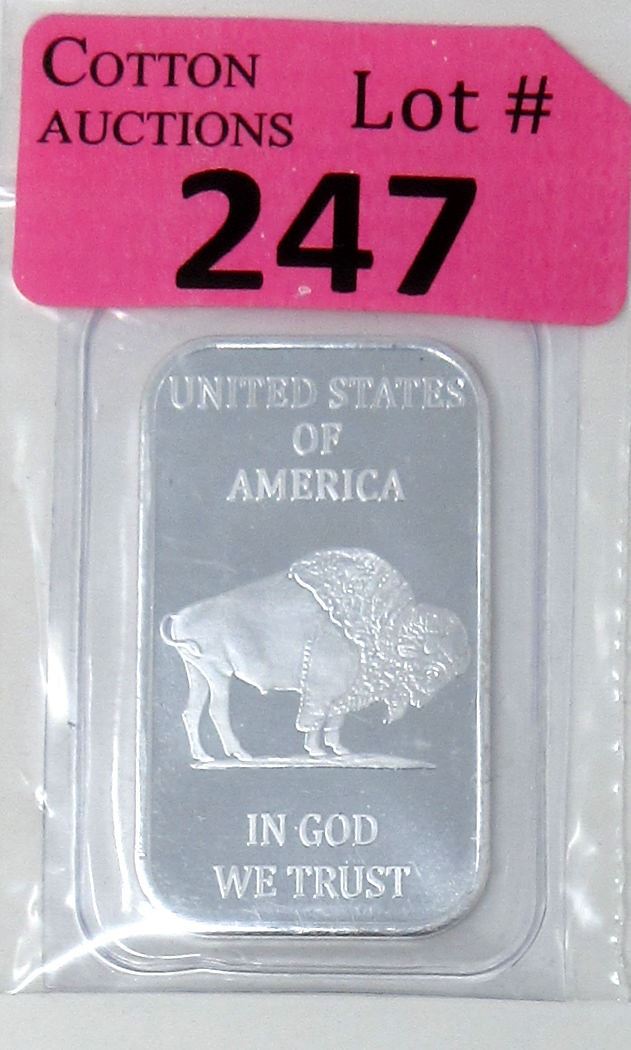 COTTON
AUCTIONS
Lot #
247
UNITED STATES
OF
AMERICA
IN GOD
WE TRUST